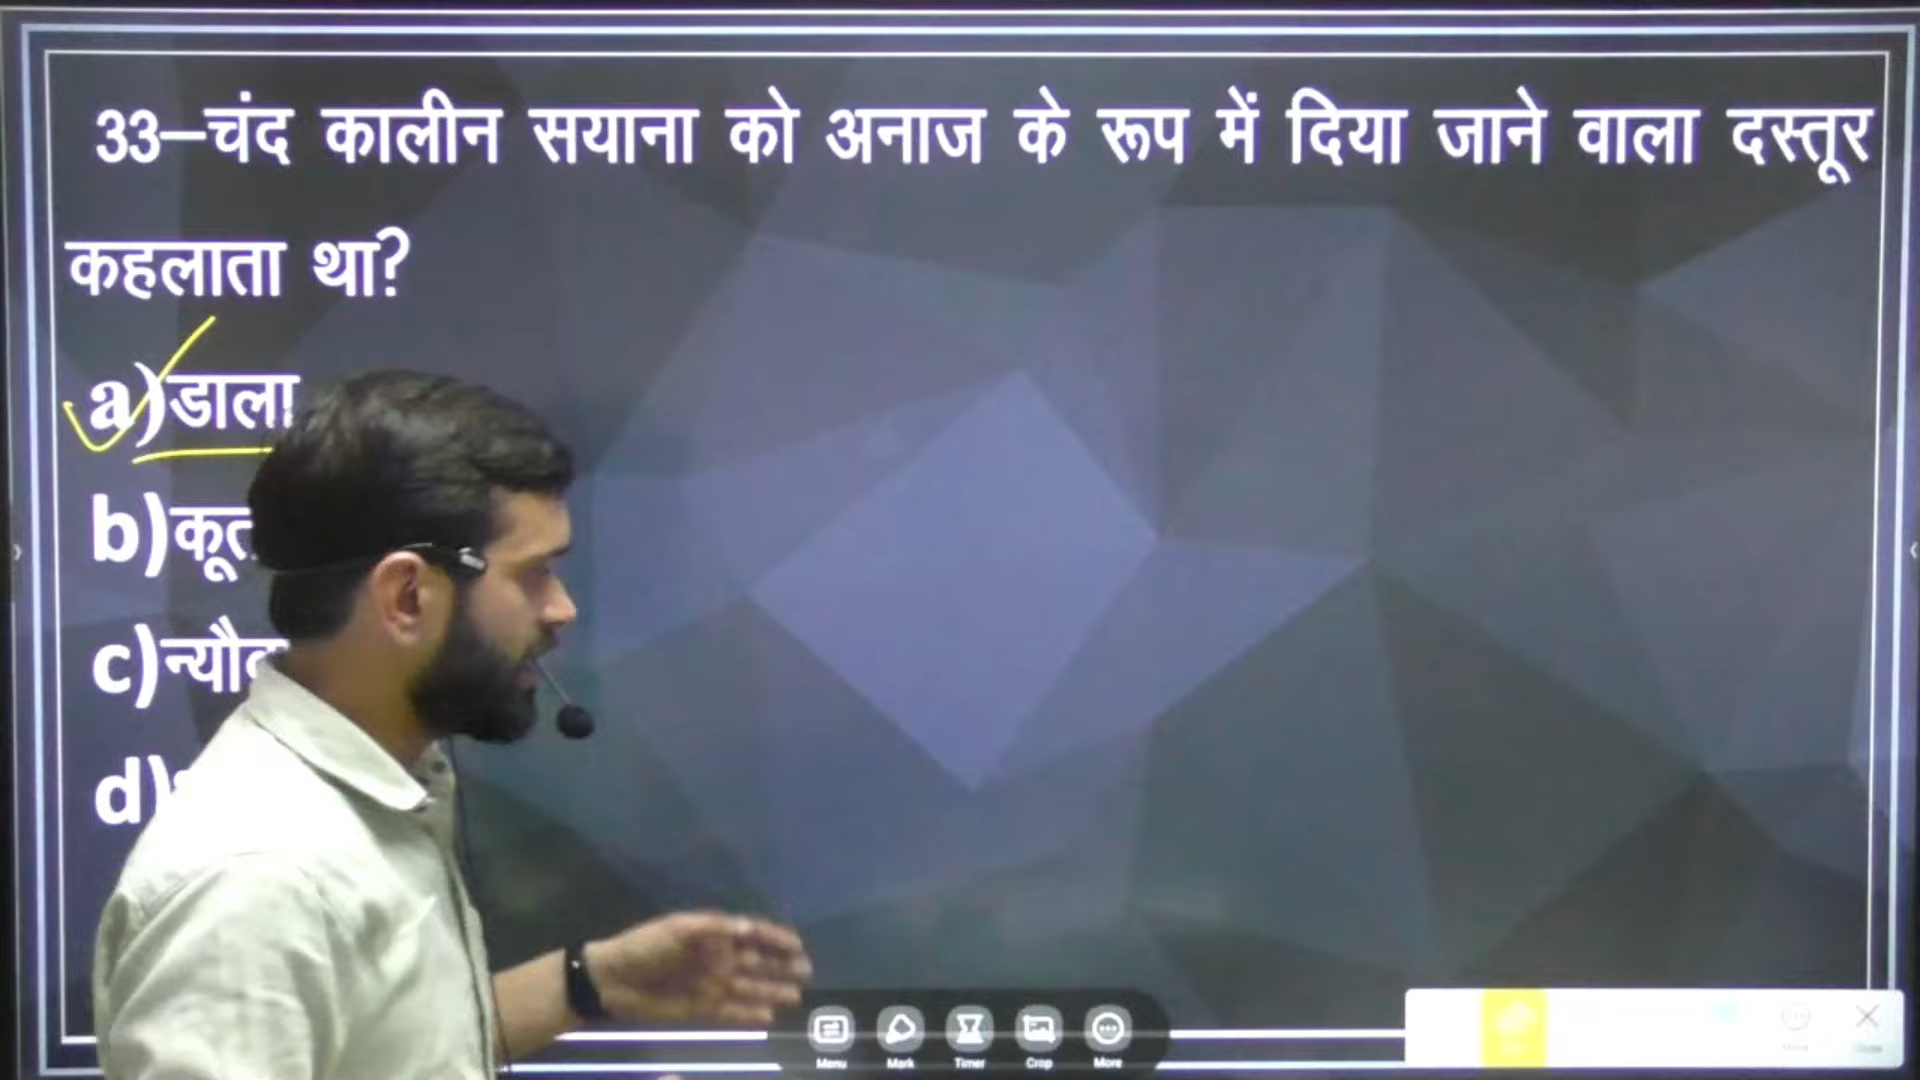 33–चंद कालीन सयाना को अनाज के रूप में दिया जाने वाला दस्तूर
कहलाता था?
a)डाला
b)
c)
d)
Menu Mark Timer Crop More